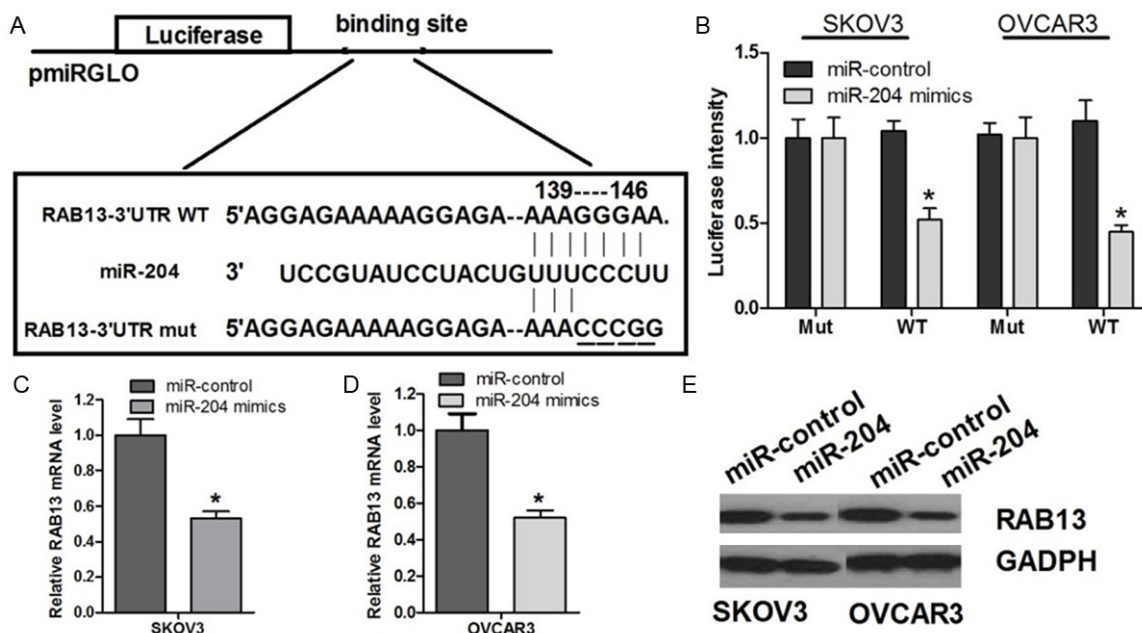 A
Luciferase
binding site
pmiRGLO
139----146
RAB13-3'UTR WT 5'AGGAGAAAAAGGAGA--AAAGGGAA.
miR-204 3' UCCGUAUCCUACUGUUUCCCUU
RAB13-3'UTR mut 5'AGGAGAAAAAGGAGA--AAACCCGG
B
SKOV3 OVCAR3
miR-control
miR-204 mimics
Luciferase intensity
1.5
1.0
0.5
0.0
*
*
Mut WT Mut WT
C
miR-control
miR-204 mimics
Relative RAB13 mRNA level
1.2
1.0
0.8
0.6
0.4
0.2
0.0
*
SKOV3
D
miR-control
miR-204 mimics
Relative RAB13 mRNA level
1.2
1.0
0.8
0.6
0.4
0.2
0.0
*
OVCAR3
E
miR-control miR-204 miR-control miR-204
RAB13
GADPH
SKOV3 OVCAR3